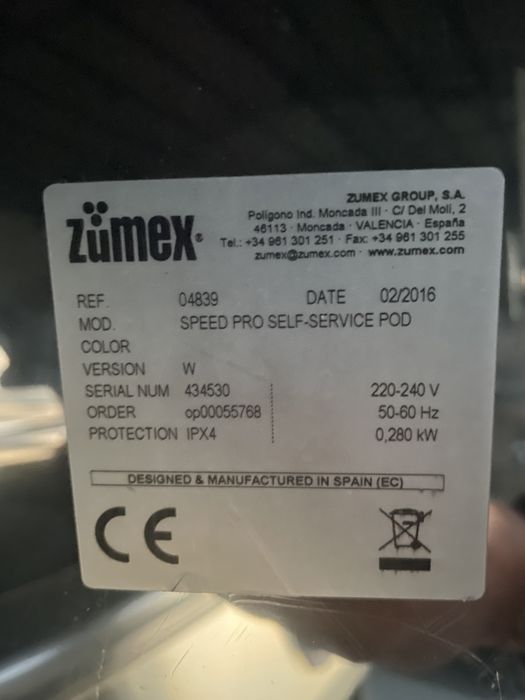 zümex®
ZUMEX GROUP, S.A.
Polígono Ind. Moncada III · C/ Del Molí, 2
46113 · Moncada · VALENCIA · España
Tel.: +34 961 301 251 · Fax: +34 961 301 255
zumex@zumex.com · www.zumex.com
REF. 04839 DATE 02/2016
MOD. SPEED PRO SELF-SERVICE POD
COLOR
VERSION W
SERIAL NUM 434530 220-240 V
ORDER op00055768 50-60 Hz
PROTECTION IPX4 0,280 kW
DESIGNED & MANUFACTURED IN SPAIN (EC)
CE